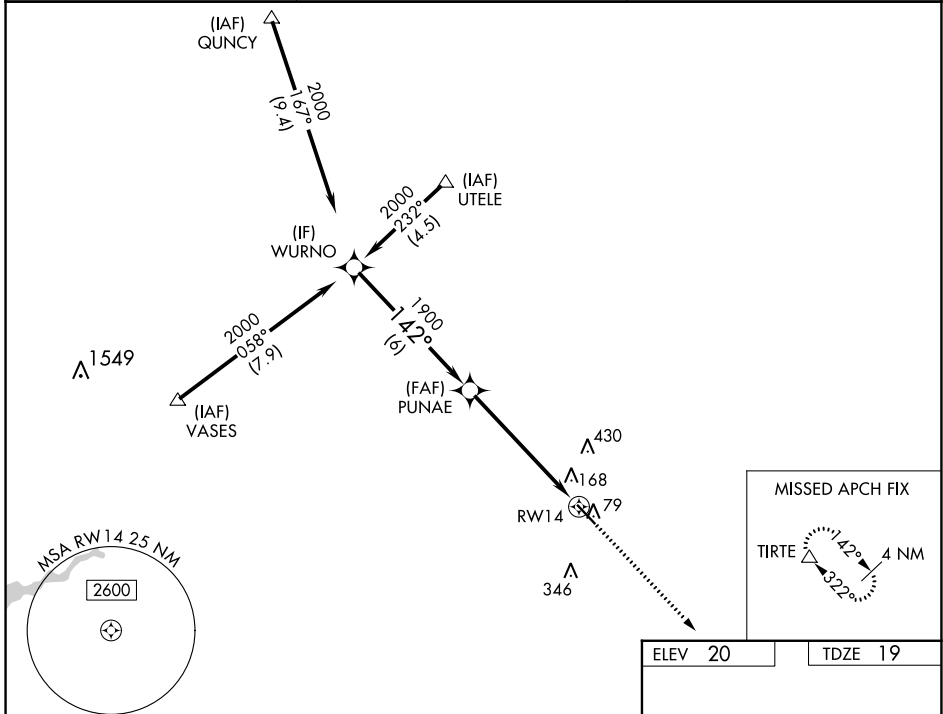 (IAF)
QUNCY
2000
167°
(9.4)
(IAF)
UTELE
2000
232°
(4.5)
(IF)
WURNO
2000
058°
(7.9)
1900
142°
(6)
1549
(IAF)
VASES
(FAF)
PUNAE
430
168
79
RW14
346
MISSED APCH FIX
TIRTE
142°
4 NM
322°
MSA RW14 25 NM
2600
ELEV 20
TDZE 19